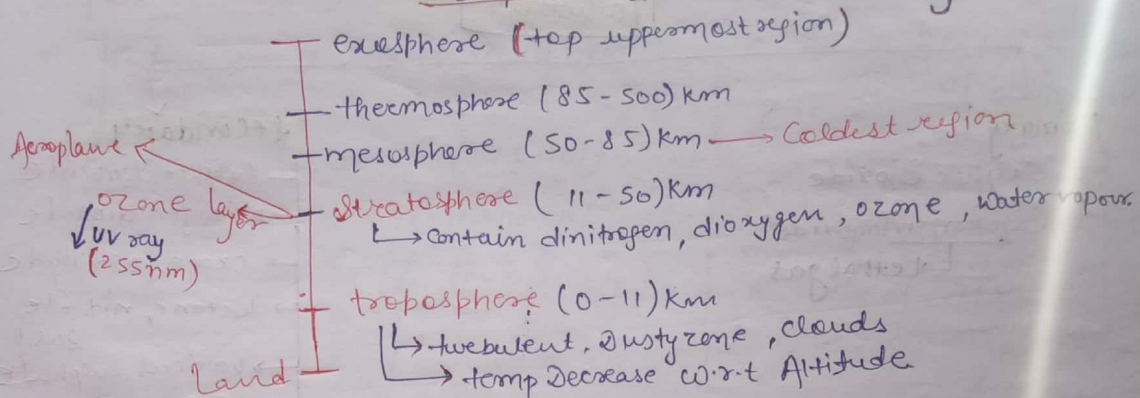 exosphere (top uppermost region)
thermosphere (85-500) km
mesosphere (50-85) km → Coldest region
Aeroplane
Stratosphere (11-50) km
ozone layer
→ Contain dinitrogen, dioxygen, ozone, water vapour
UV ray
(255nm)
troposphere (0-11) km
→ twebulent, Dusty zone, clouds
→ temp Decrease w.r.t Altitude
Land